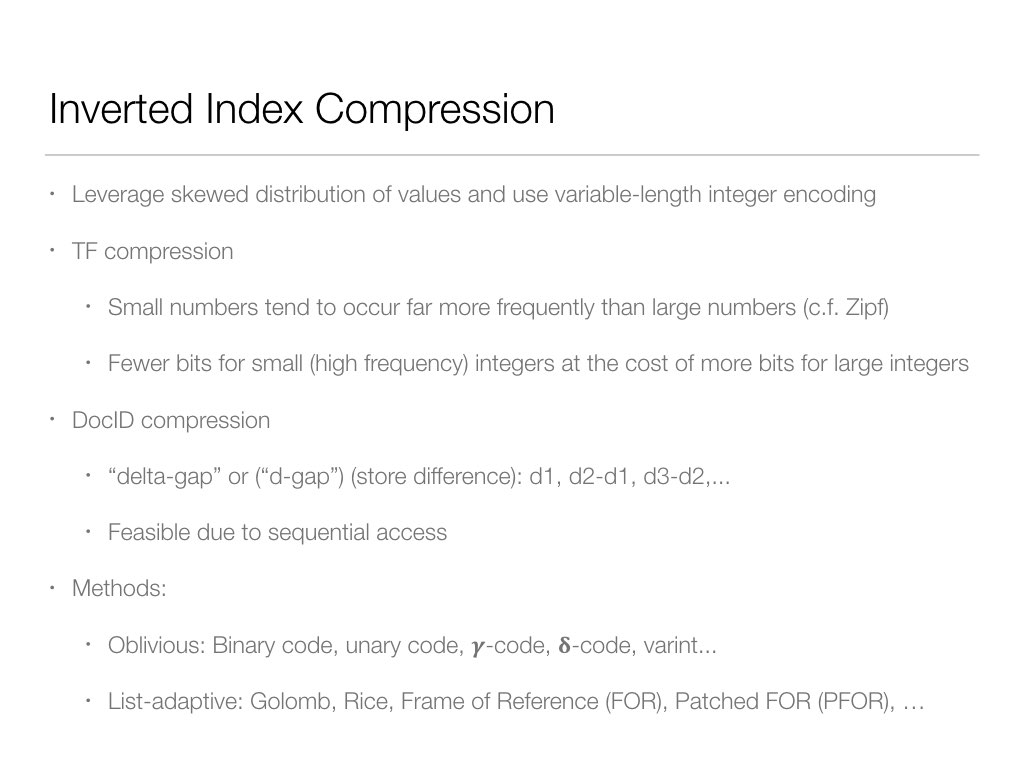 Inverted Index Compression
• Leverage skewed distribution of values and use variable-length integer encoding
• TF compression
• Small numbers tend to occur far more frequently than large numbers (c.f. Zipf)
• Fewer bits for small (high frequency) integers at the cost of more bits for large integers
• DocID compression
• “delta-gap” or (“d-gap”) (store difference): d1, d2-d1, d3-d2,...
• Feasible due to sequential access
• Methods:
• Oblivious: Binary code, unary code, γ-code, δ-code, varint...
• List-adaptive: Golomb, Rice, Frame of Reference (FOR), Patched FOR (PFOR), …